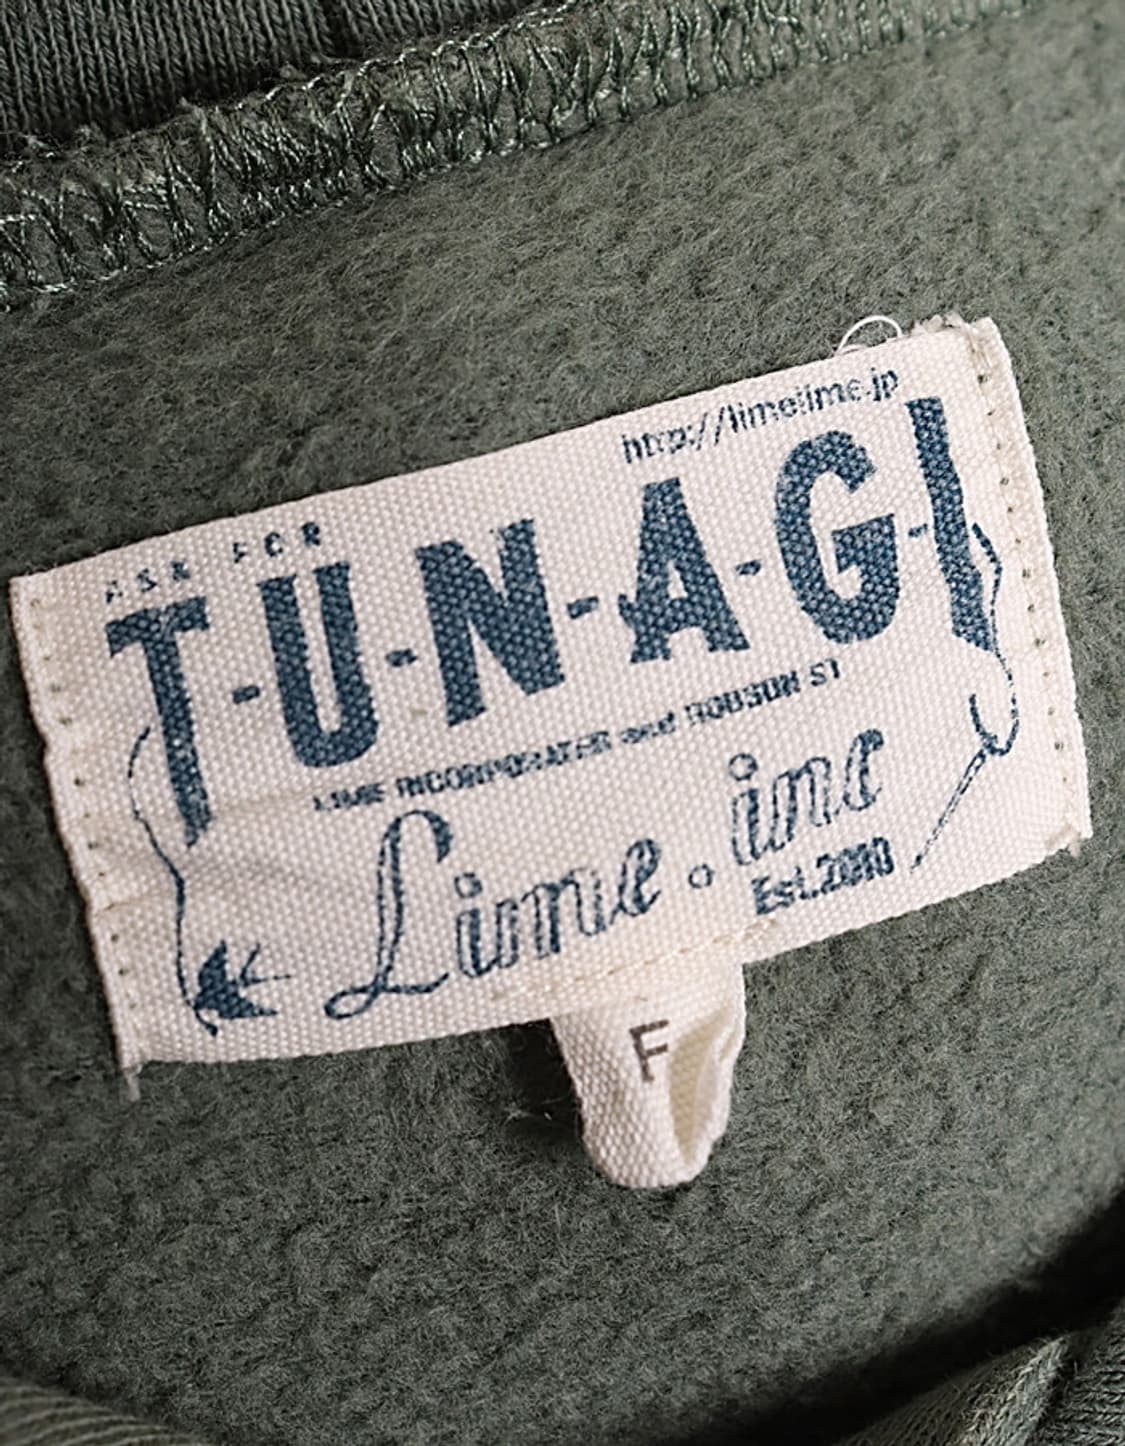 http://limelime.jp
ASK FOR
T-U-N-A-G-I
LIME INCORPORATED and ROBSON ST
Lime.inc
Est.2010
F